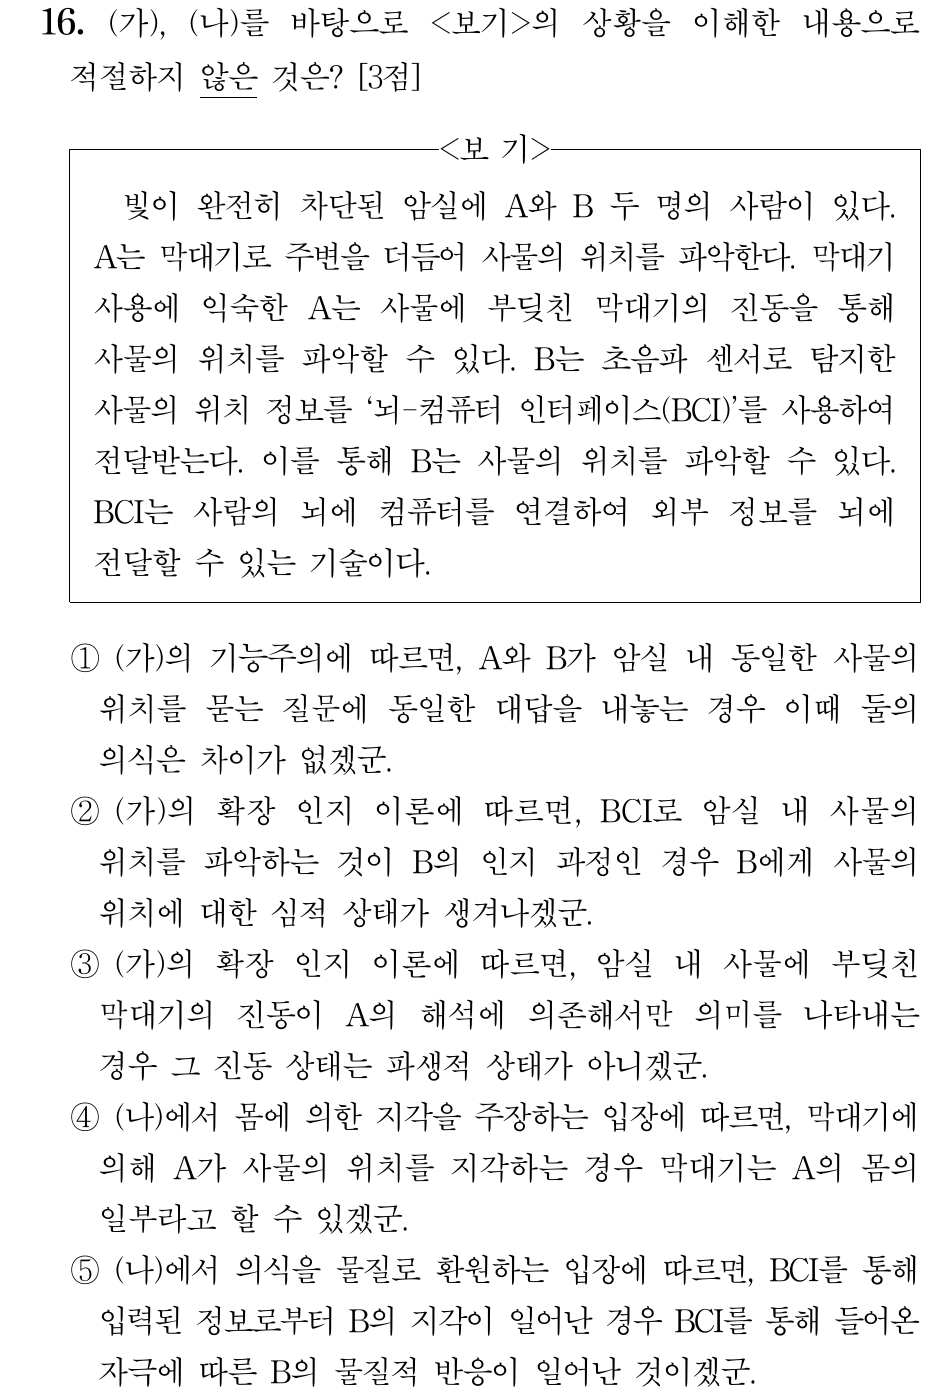 16. (가), (나)를 바탕으로 <보기>의 상황을 이해한 내용으로
적절하지 않은 것은? [3점]
<보 기>
빛이 완전히 차단된 암실에 A와 B 두 명의 사람이 있다.
A는 막대기로 주변을 더듬어 사물의 위치를 파악한다. 막대기
사용에 익숙한 A는 사물에 부딪친 막대기의 진동을 통해
사물의 위치를 파악할 수 있다. B는 초음파 센서로 탐지한
사물의 위치 정보를 ‘뇌-컴퓨터 인터페이스(BCI)’를 사용하여
전달받는다. 이를 통해 B는 사물의 위치를 파악할 수 있다.
BCI는 사람의 뇌에 컴퓨터를 연결하여 외부 정보를 뇌에
전달할 수 있는 기술이다.
① (가)의 기능주의에 따르면, A와 B가 암실 내 동일한 사물의
위치를 묻는 질문에 동일한 대답을 내놓는 경우 이때 둘의
의식은 차이가 없겠군.
② (가)의 확장 인지 이론에 따르면, BCI로 암실 내 사물의
위치를 파악하는 것이 B의 인지 과정인 경우 B에게 사물의
위치에 대한 심적 상태가 생겨나겠군.
③ (가)의 확장 인지 이론에 따르면, 암실 내 사물에 부딪친
막대기의 진동이 A의 해석에 의존해서만 의미를 나타내는
경우 그 진동 상태는 파생적 상태가 아니겠군.
④ (나)에서 몸에 의한 지각을 주장하는 입장에 따르면, 막대기에
의해 A가 사물의 위치를 지각하는 경우 막대기는 A의 몸의
일부라고 할 수 있겠군.
⑤ (나)에서 의식을 물질로 환원하는 입장에 따르면, BCI를 통해
입력된 정보로부터 B의 지각이 일어난 경우 BCI를 통해 들어온
자극에 따른 B의 물질적 반응이 일어난 것이겠군.